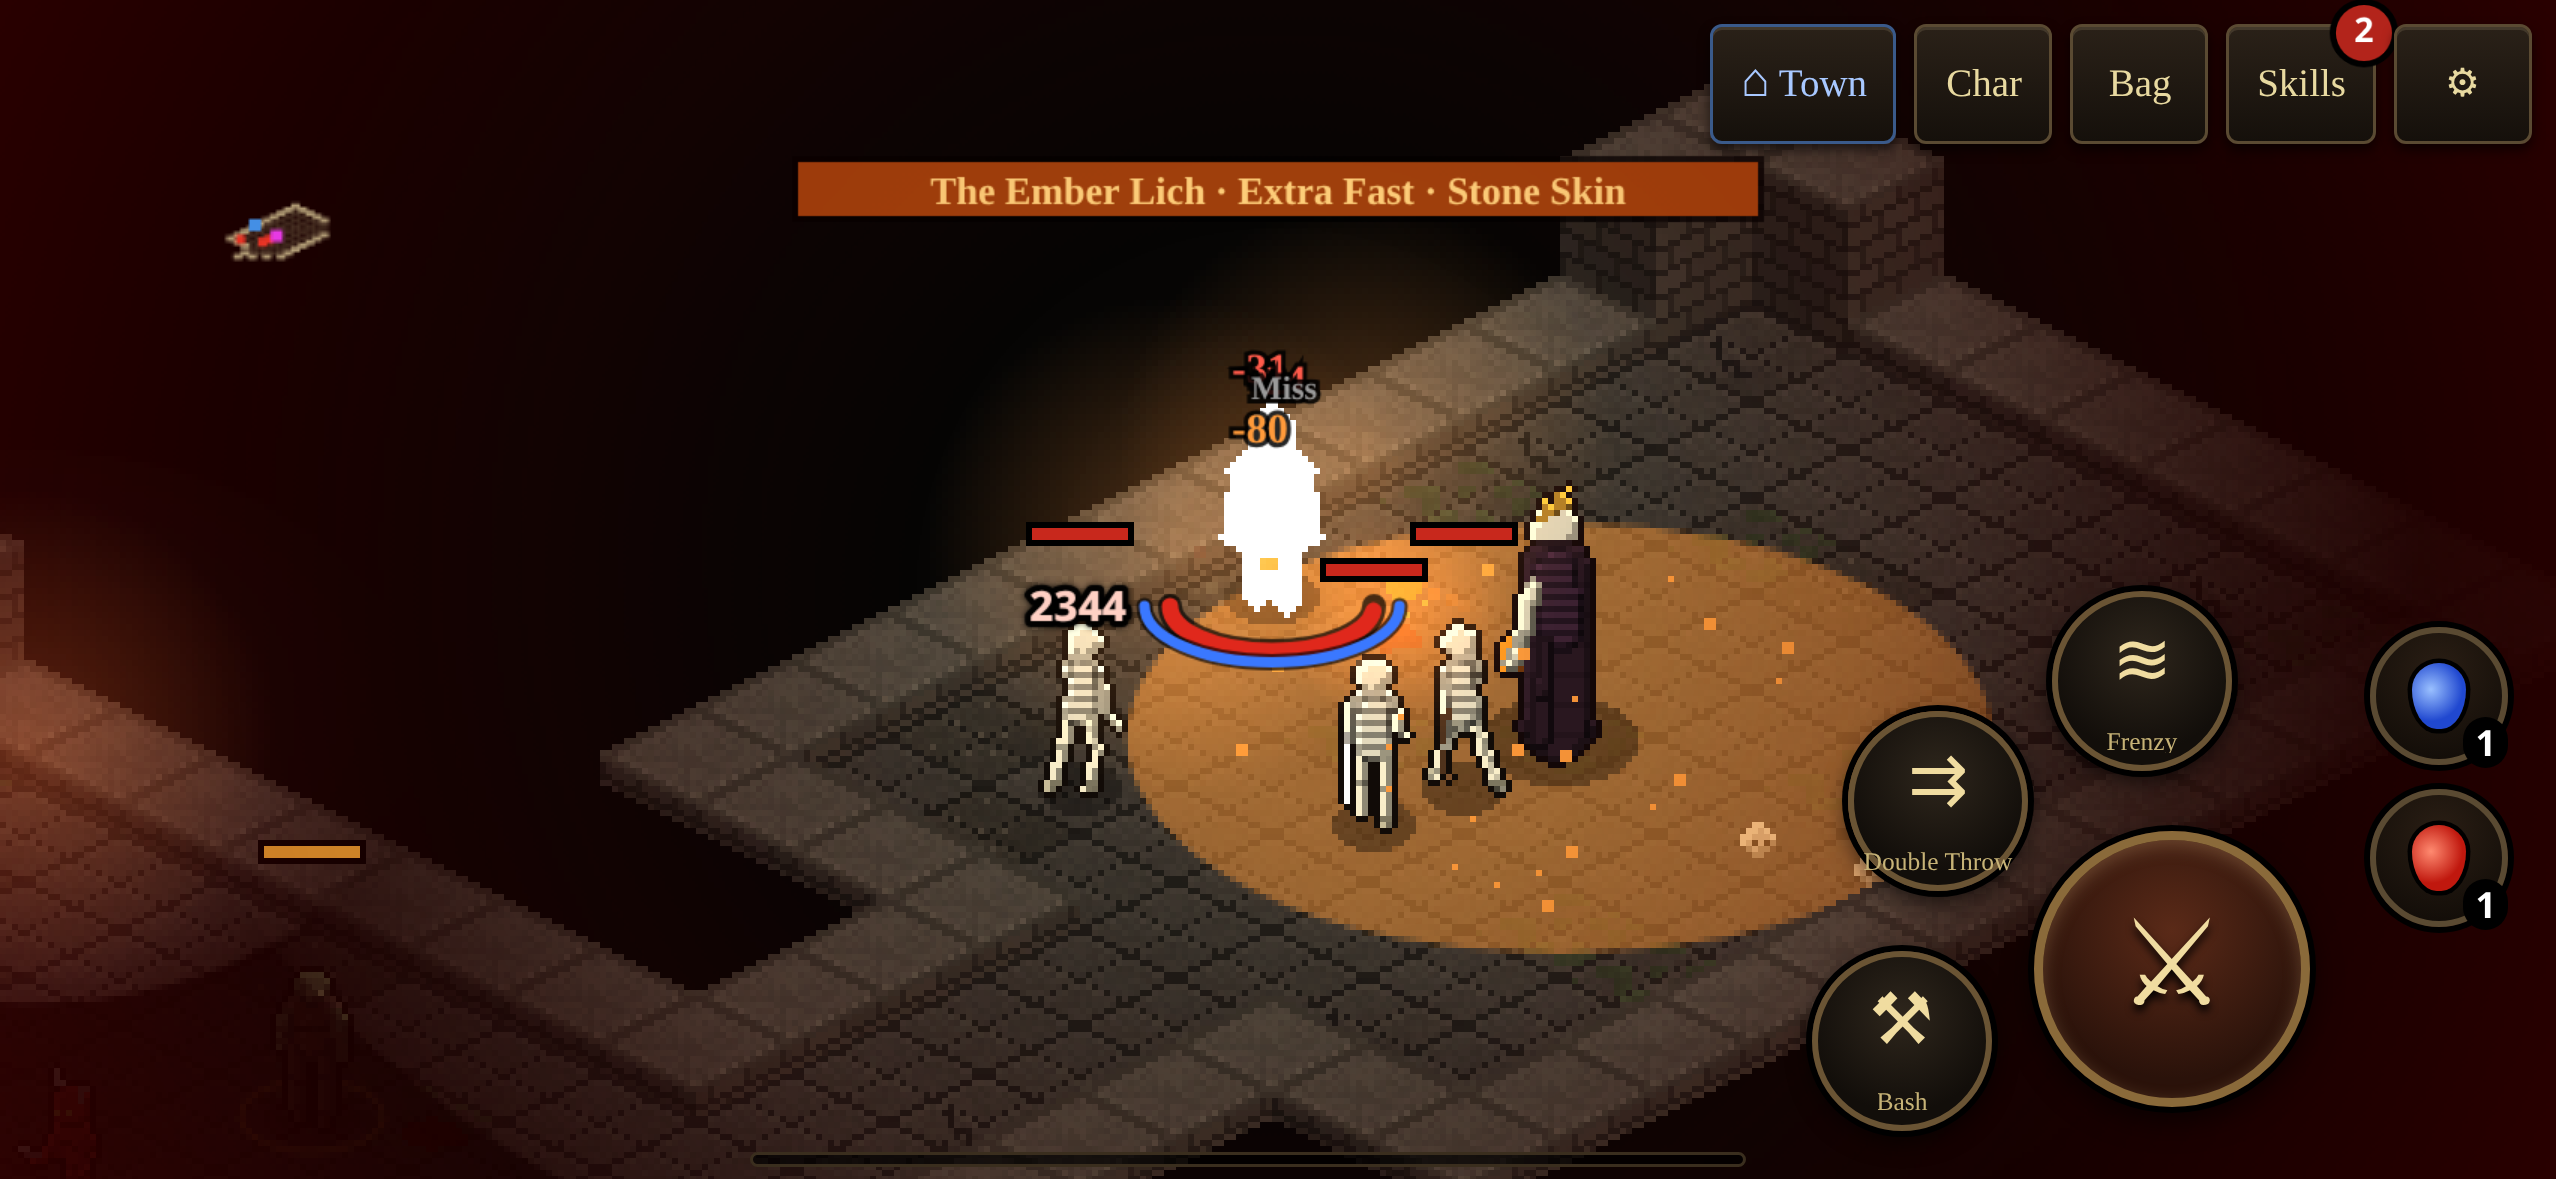 2
⌂ Town
Char
Bag
Skills
The Ember Lich · Extra Fast · Stone Skin
Miss
-80
2344
Frenzy
1
Double Throw
1
Bash